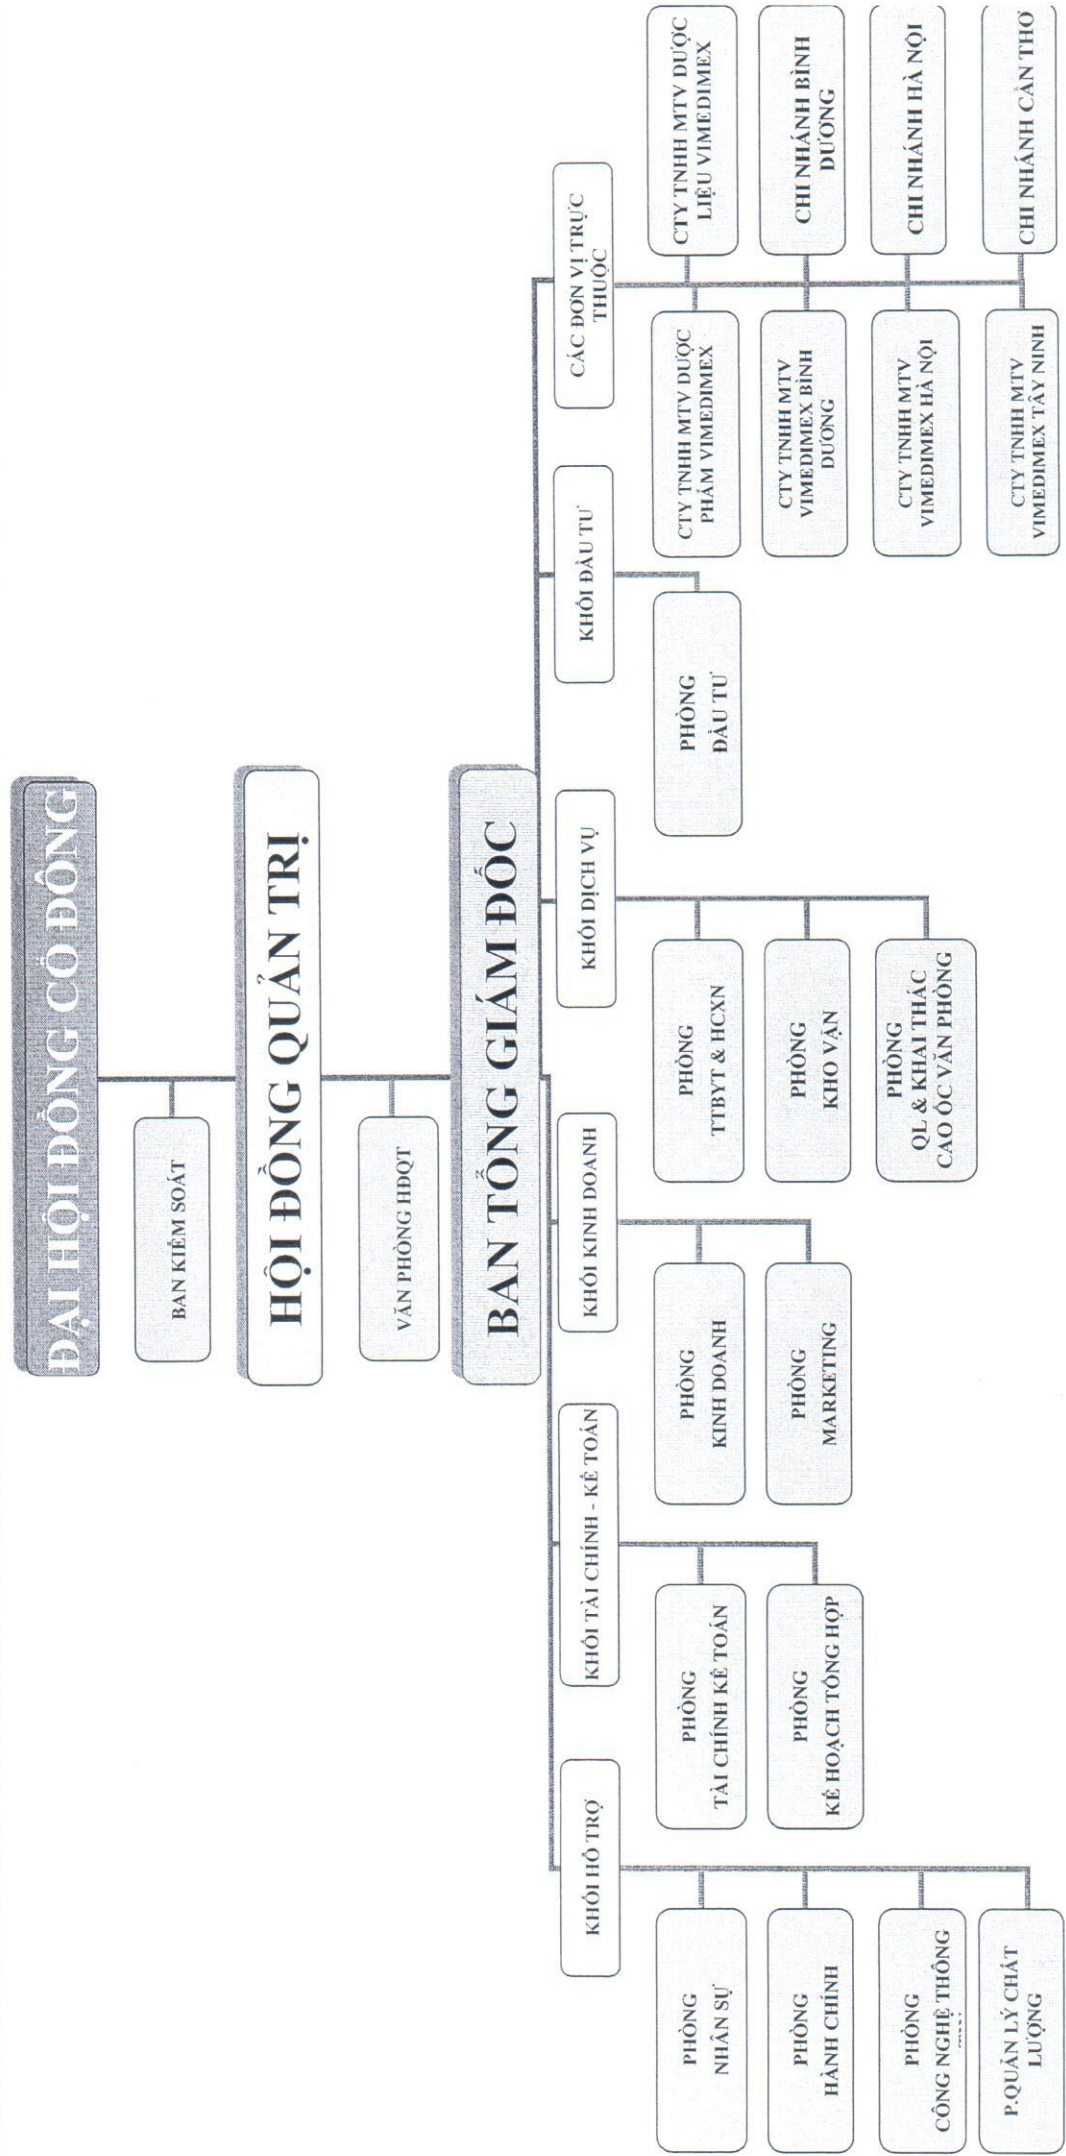 ĐẠI HỘI ĐỒNG CỔ ĐÔNG
BAN KIỂM SOÁT
HỘI ĐỒNG QUẢN TRỊ
VĂN PHÒNG HĐQT
BAN TỔNG GIÁM ĐỐC
KHỐI HỖ TRỢ
PHÒNG
NHÂN SỰ
PHÒNG
HÀNH CHÍNH
PHÒNG
CÔNG NGHỆ THÔNG
P.QUẢN LÝ CHẤT
LƯỢNG
KHỐI TÀI CHÍNH - KẾ TOÁN
PHÒNG
TÀI CHÍNH KẾ TOÁN
PHÒNG
KẾ HOẠCH TỔNG HỢP
KHỐI KINH DOANH
PHÒNG
KINH DOANH
PHÒNG
MARKETING
KHỐI DỊCH VỤ
PHÒNG
TTBYT & HCXN
PHÒNG
KHO VẬN
PHÒNG
QL & KHAI THÁC
CAO ỐC VĂN PHÒNG
KHỐI ĐẦU TƯ
PHÒNG
ĐẦU TƯ
CÁC ĐƠN VỊ TRỰC
THUỘC
CTY TNHH MTV DƯỢC
PHẨM VIMEDIMEX
CTY TNHH MTV DƯỢC
LIỆU VIMEDIMEX
CTY TNHH MTV
VIMEDIMEX BÌNH
DƯƠNG
CHI NHÁNH BÌNH
DƯƠNG
CTY TNHH MTV
VIMEDIMEX HÀ NỘI
CHI NHÁNH HÀ NỘI
CTY TNHH MTV
VIMEDIMEX TÂY NINH
CHI NHÁNH CẦN THƠ